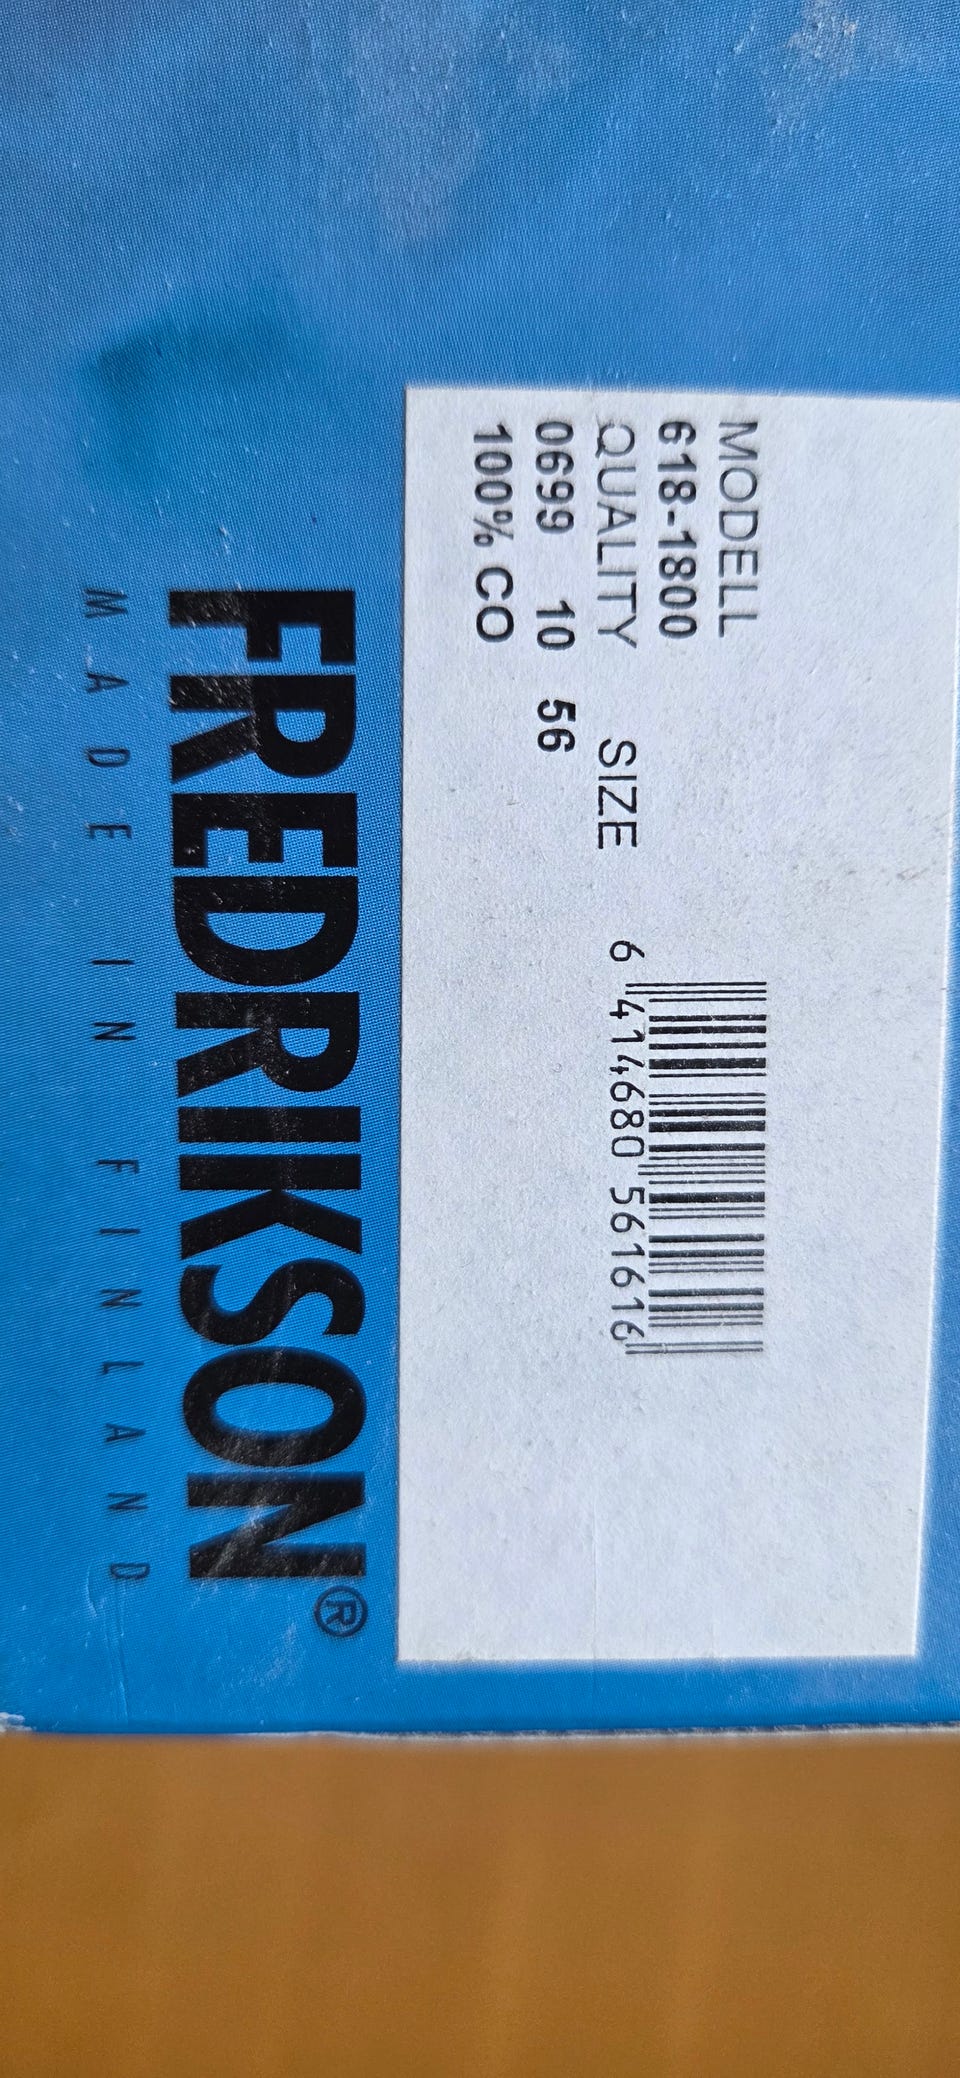 MODELL
618-1800
QUALITY SIZE
0699 10 56
100% CO
6 414680 561616
FREDRIKSON®
MADE IN FINLAND